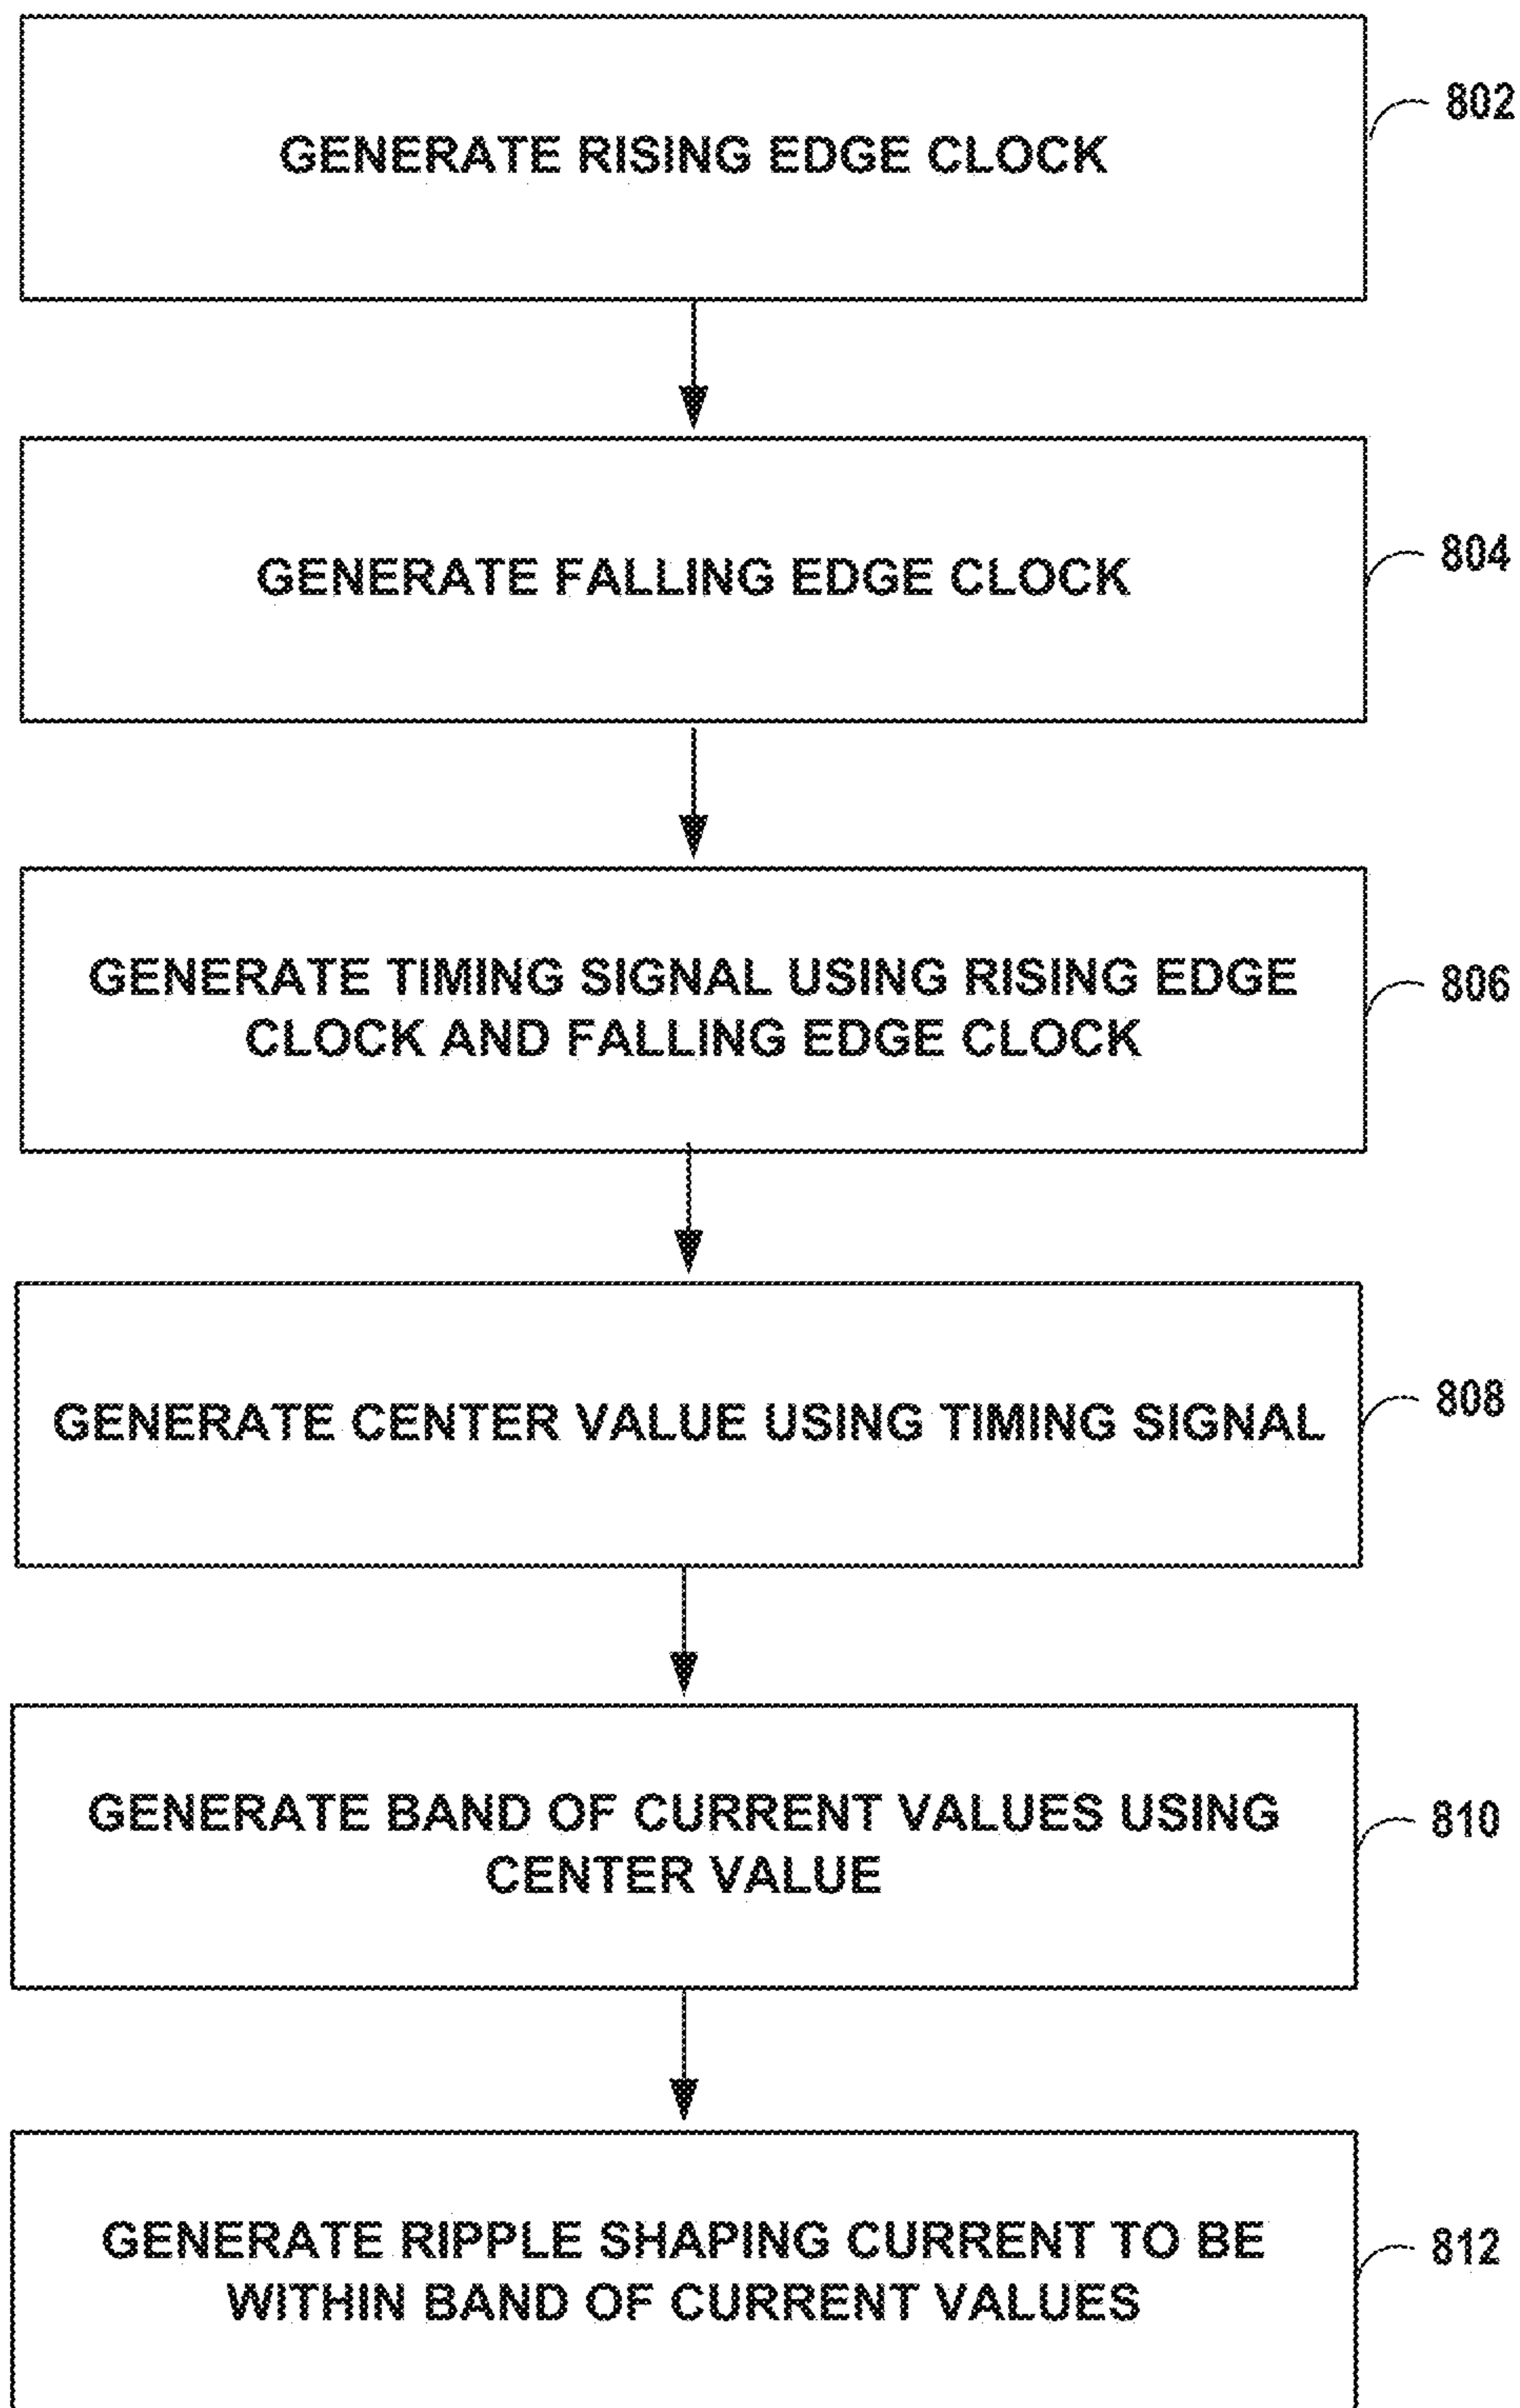 GENERATE RISING EDGE CLOCK
802
GENERATE FALLING EDGE CLOCK
804
GENERATE TIMING SIGNAL USING RISING EDGE
CLOCK AND FALLING EDGE CLOCK
806
GENERATE CENTER VALUE USING TIMING SIGNAL
808
GENERATE BAND OF CURRENT VALUES USING
CENTER VALUE
810
GENERATE RIPPLE SHAPING CURRENT TO BE
WITHIN BAND OF CURRENT VALUES
812